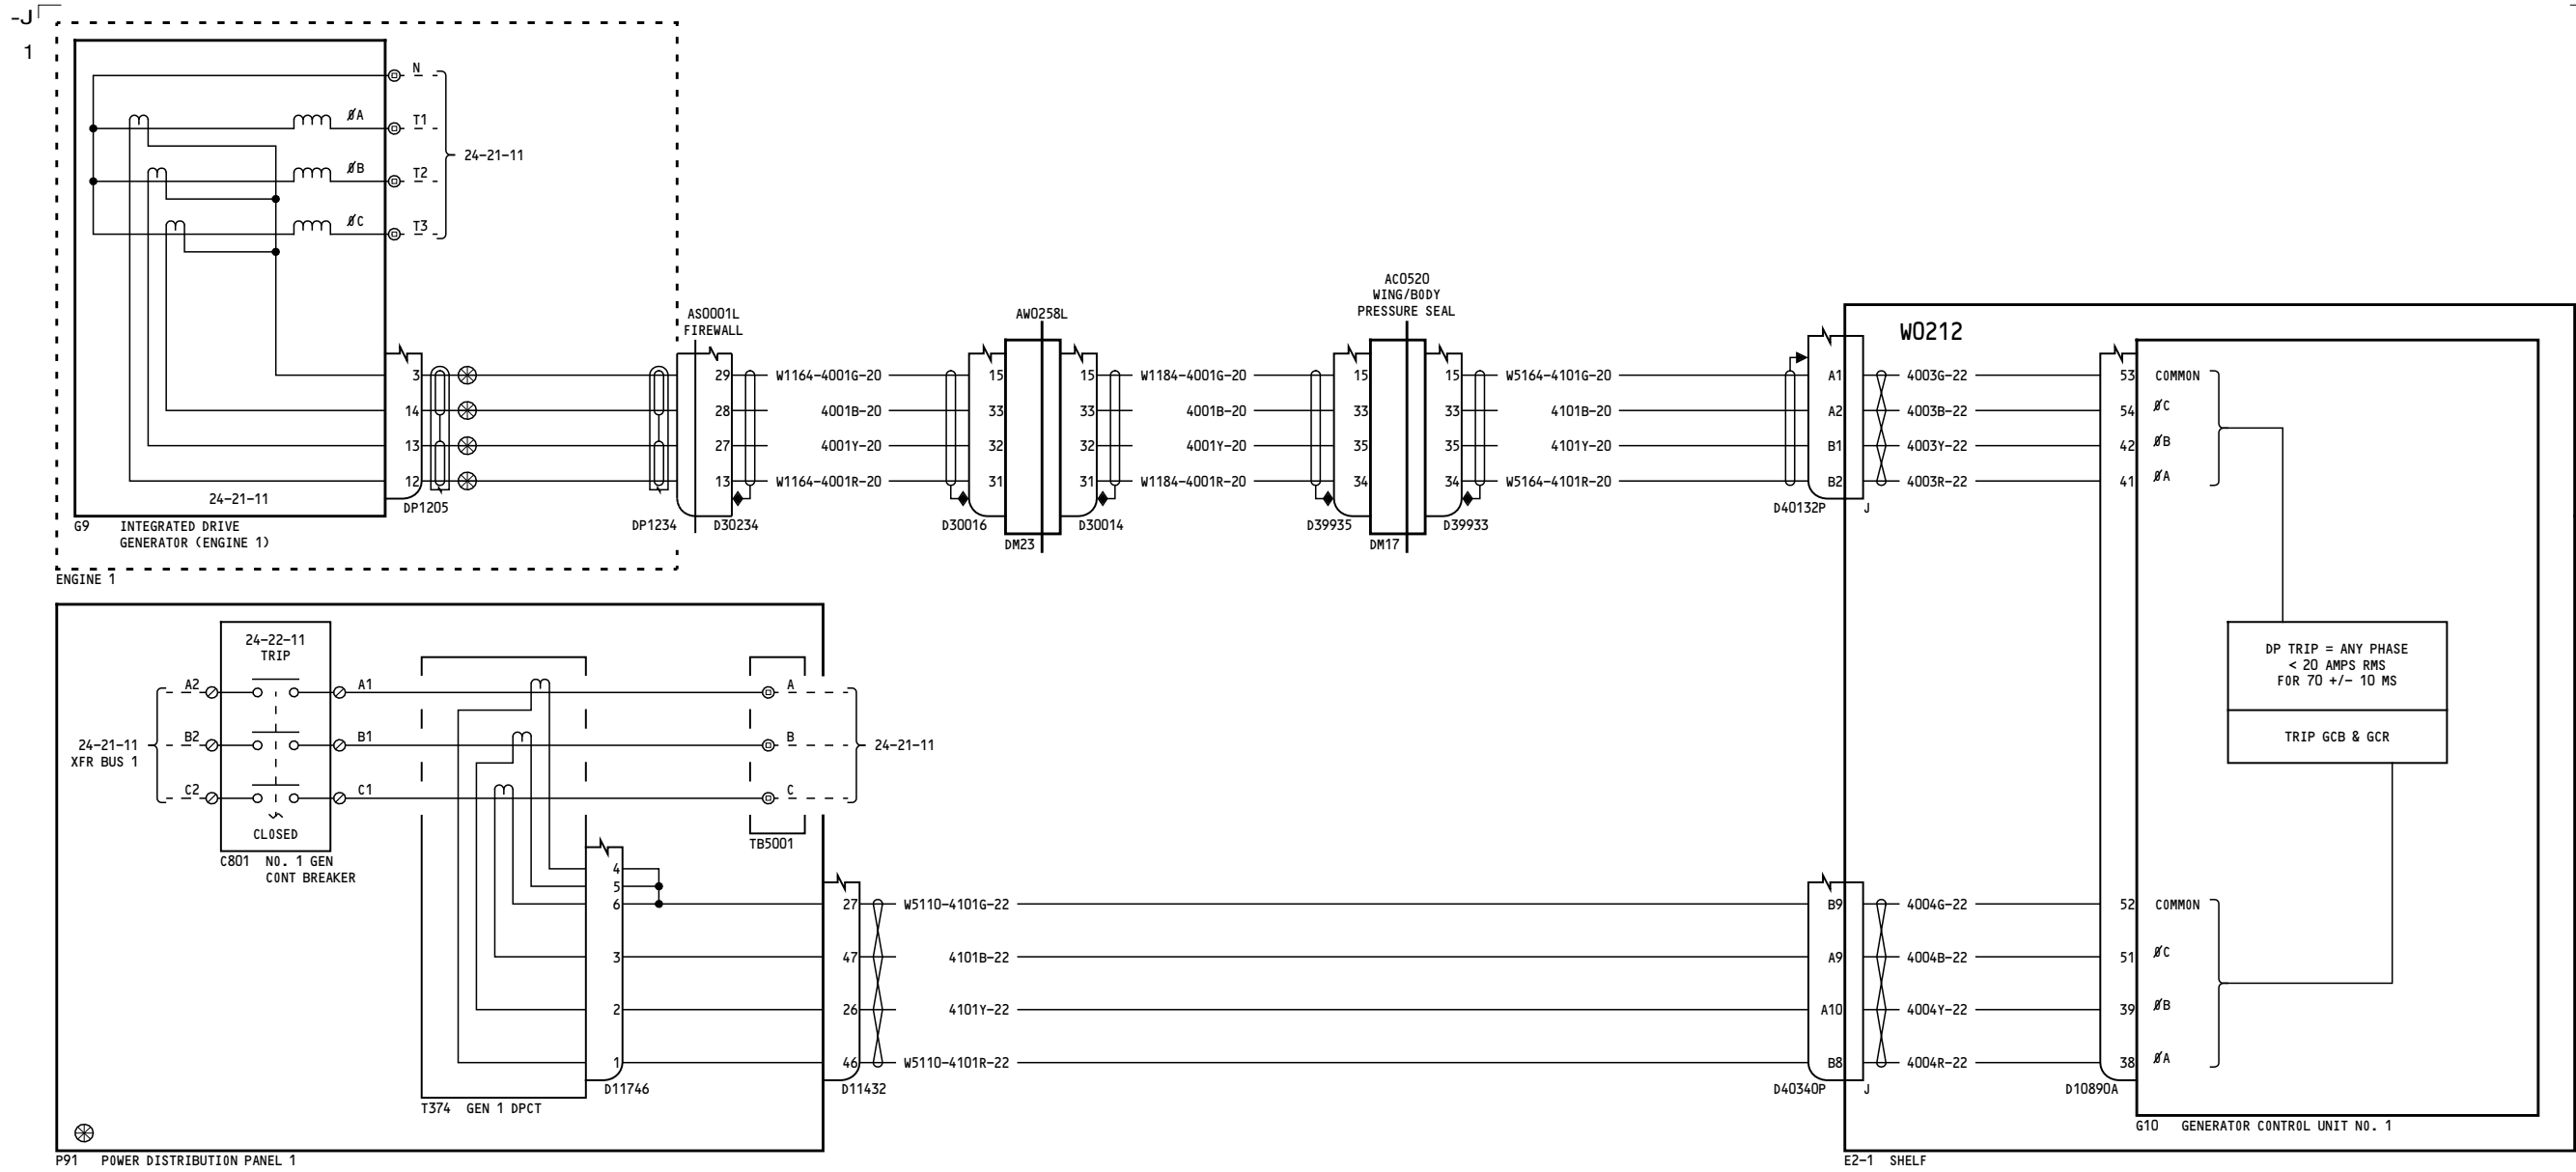 -J
1
N
ØA
T1
24-21-11
ØB
T2
ØC
T3
AS0001L
FIREWALL
AW0258L
AC0520
WING/BODY
PRESSURE SEAL
W0212
3
29
W1164-4001G-20
15
15
W1184-4001G-20
15
15
W5164-4101G-20
A1
4003G-22
53
COMMON
14
28
4001B-20
33
33
4001B-20
33
33
4101B-20
A2
4003B-22
54
ØC
13
27
4001Y-20
32
32
4001Y-20
35
35
4101Y-20
B1
4003Y-22
42
ØB
12
13
W1164-4001R-20
31
31
W1184-4001R-20
34
34
W5164-4101R-20
B2
4003R-22
41
ØA
24-21-11
DP1205
G9 INTEGRATED DRIVE
GENERATOR (ENGINE 1)
DP1234
D30234
D30016
D30014
DM23
D39935
D39933
DM17
D40132P
J
ENGINE 1
24-22-11
TRIP
A2
A1
A
24-21-11
XFR BUS 1
B2
B1
B
24-21-11
C2
C1
C
CLOSED
C801 NO. 1 GEN
CONT BREAKER
TB5001
DP TRIP = ANY PHASE
< 20 AMPS RMS
FOR 70 +/- 10 MS
TRIP GCB & GCR
4
5
6
27
W5110-4101G-22
B9
4004G-22
52
COMMON
3
47
4101B-22
A9
4004B-22
51
ØC
2
26
4101Y-22
A10
4004Y-22
39
ØB
1
46
W5110-4101R-22
B8
4004R-22
38
ØA
D11746
D11432
D40340P
J
D10890A
T374 GEN 1 DPCT
G10 GENERATOR CONTROL UNIT NO. 1
P91 POWER DISTRIBUTION PANEL 1
E2-1 SHELF